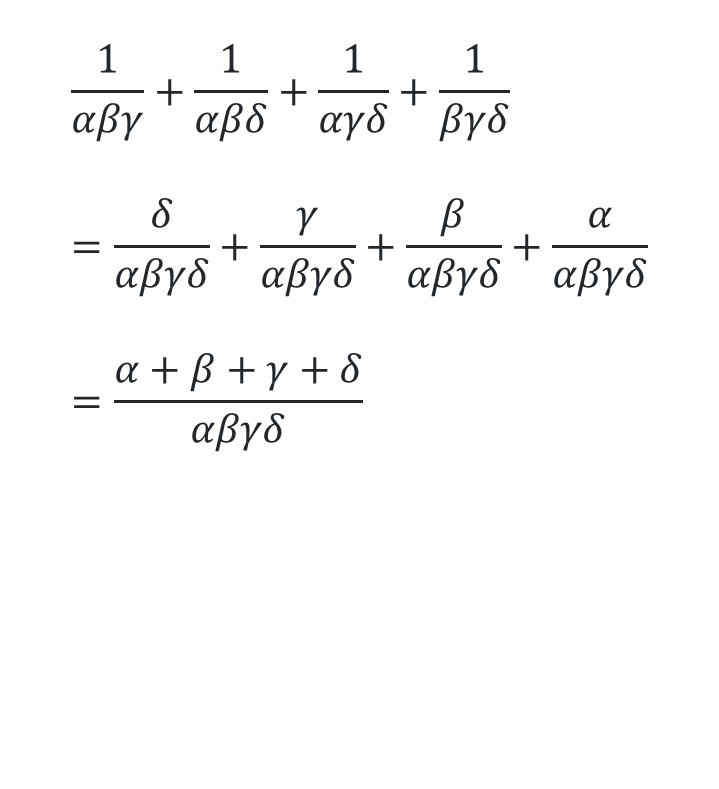 1/αβγ + 1/αβδ + 1/αγδ + 1/βγδ
= δ/αβγδ + γ/αβγδ + β/αβγδ + α/αβγδ
= α + β + γ + δ/αβγδ